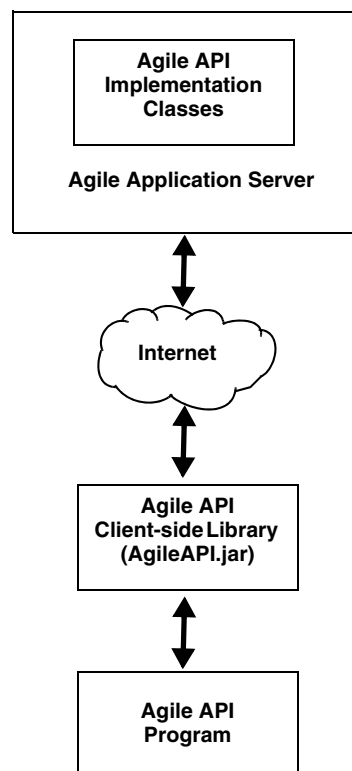 Agile API
Implementation
Classes
Agile Application Server
Internet
Agile API
Client-side Library
(AgileAPI.jar)
Agile API
Program